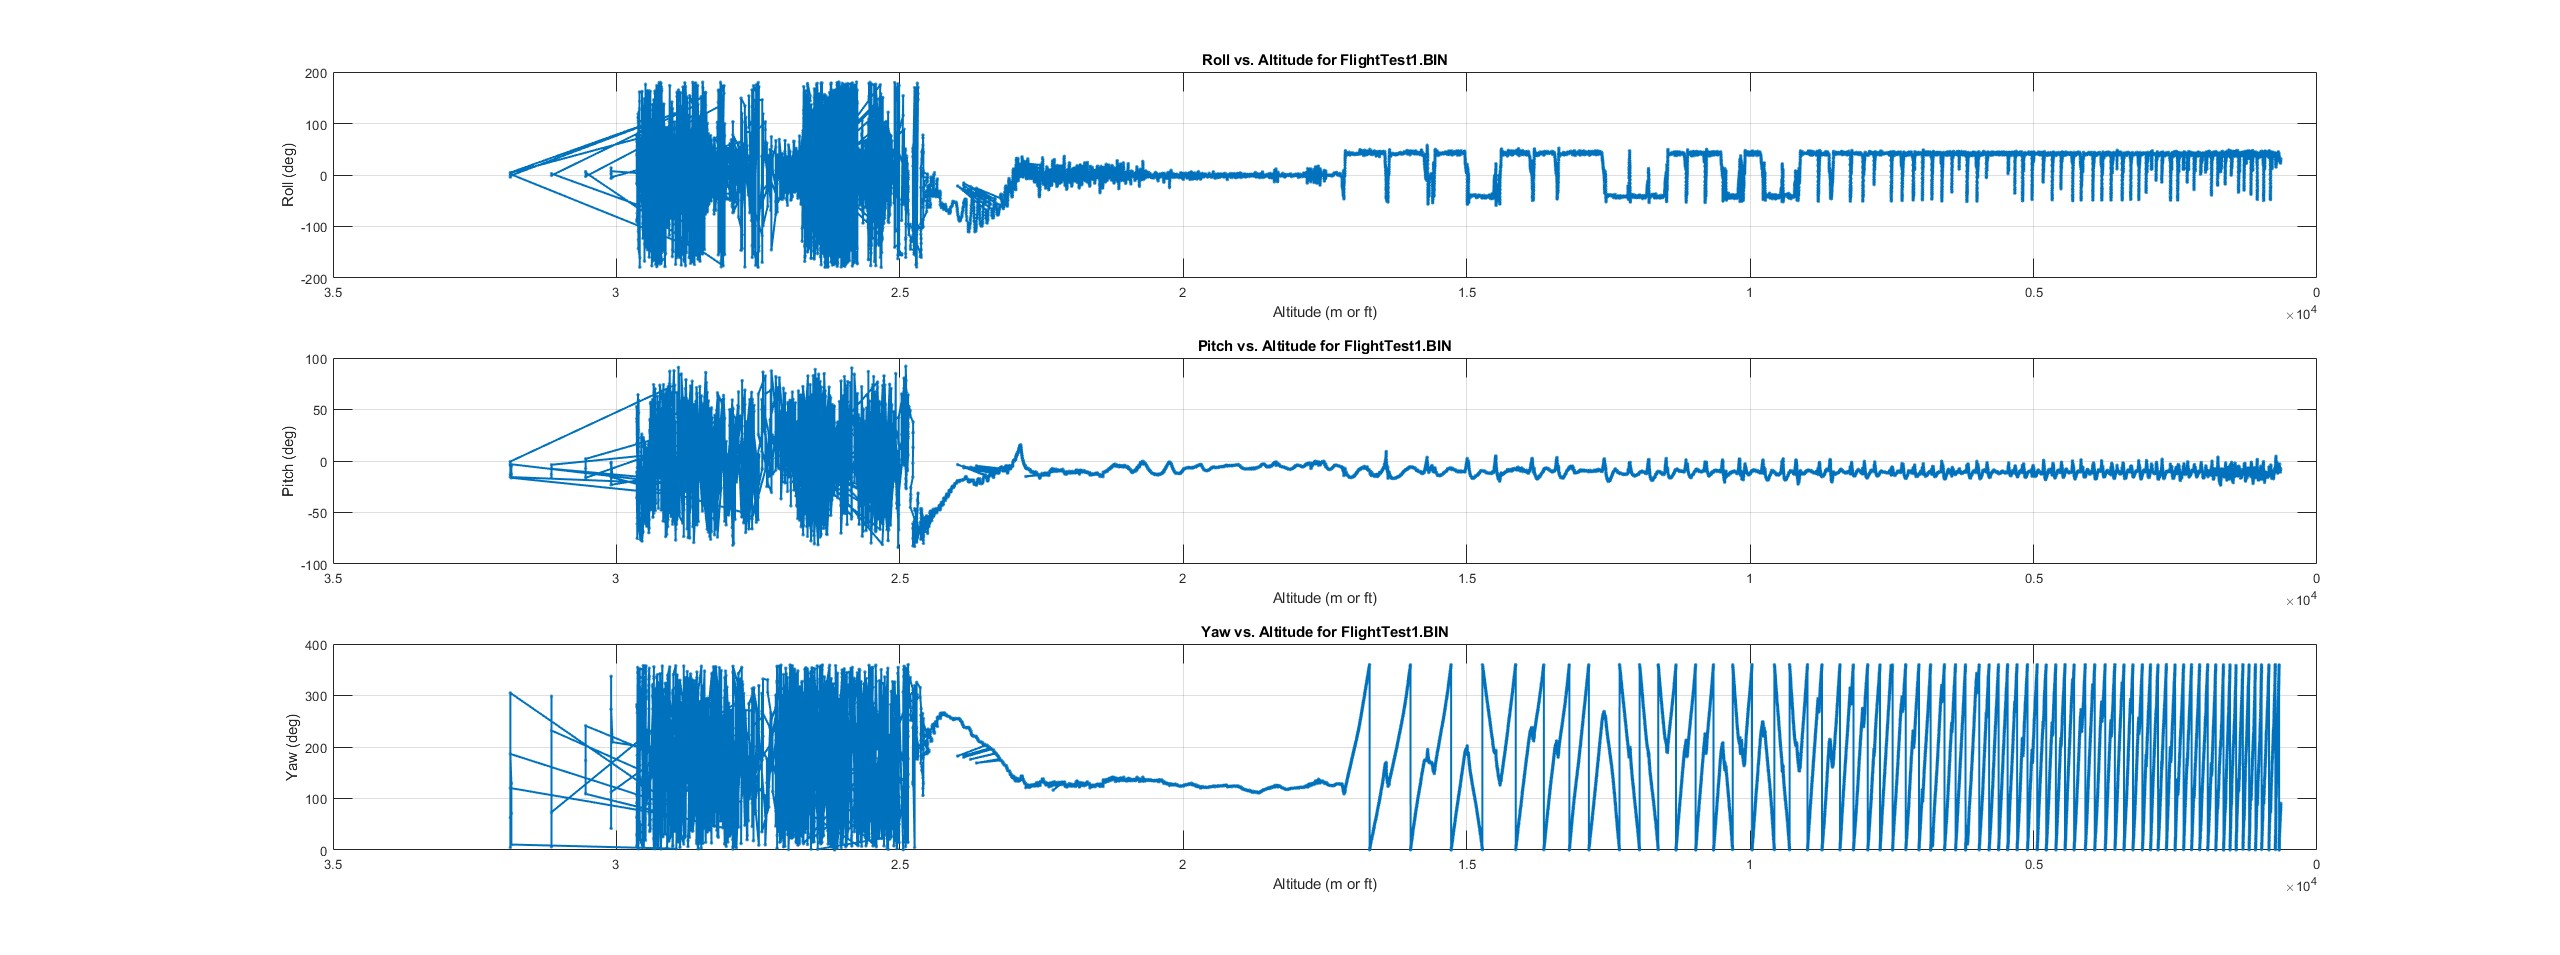 Roll vs. Altitude for FlightTest1.BIN
200
100
0
-100
-200
Roll (deg)
3.5 3 2.5 2 1.5 1 0.5 0
Altitude (m or ft)
×10^4
Pitch vs. Altitude for FlightTest1.BIN
100
50
0
-50
-100
Pitch (deg)
3.5 3 2.5 2 1.5 1 0.5 0
Altitude (m or ft)
×10^4
Yaw vs. Altitude for FlightTest1.BIN
400
300
200
100
0
Yaw (deg)
3.5 3 2.5 2 1.5 1 0.5 0
Altitude (m or ft)
×10^4